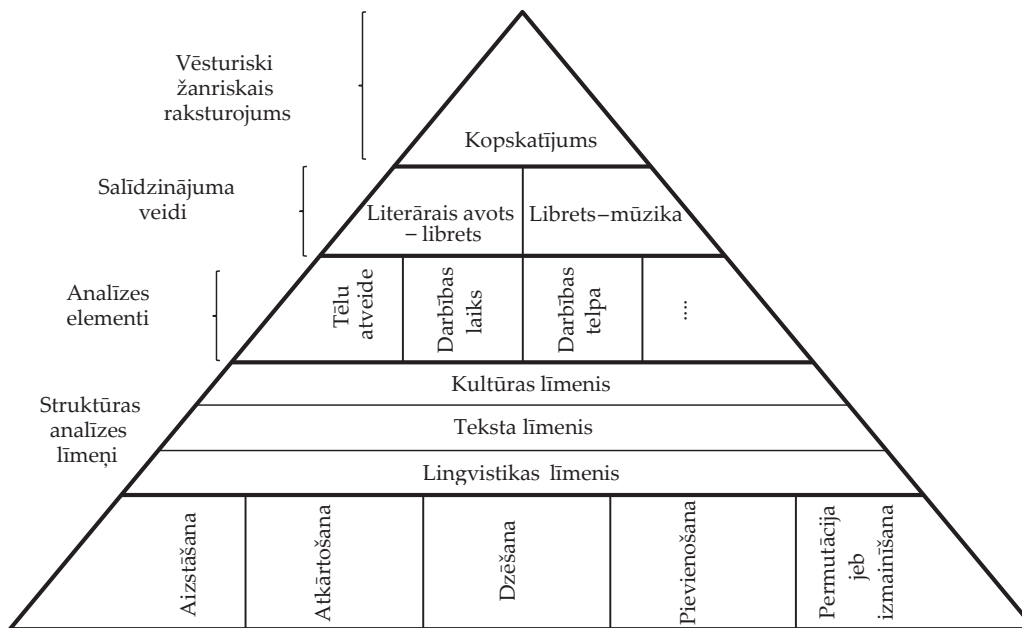 Vēsturiski
žanriskais
raksturojums
Kopskatījums
Salīdzinājuma
veidi
Literārais avots
– librets
Librets–mūzika
Analīzes
elementi
Tēlu
atveide
Darbības
laiks
Darbības
telpa
....
Struktūras
analīzes
līmeņi
Kultūras līmenis
Teksta līmenis
Lingvistikas līmenis
Aizstāšana
Atkārtošana
Dzēšana
Pievienošana
Permutācija
jeb
izmainīšana